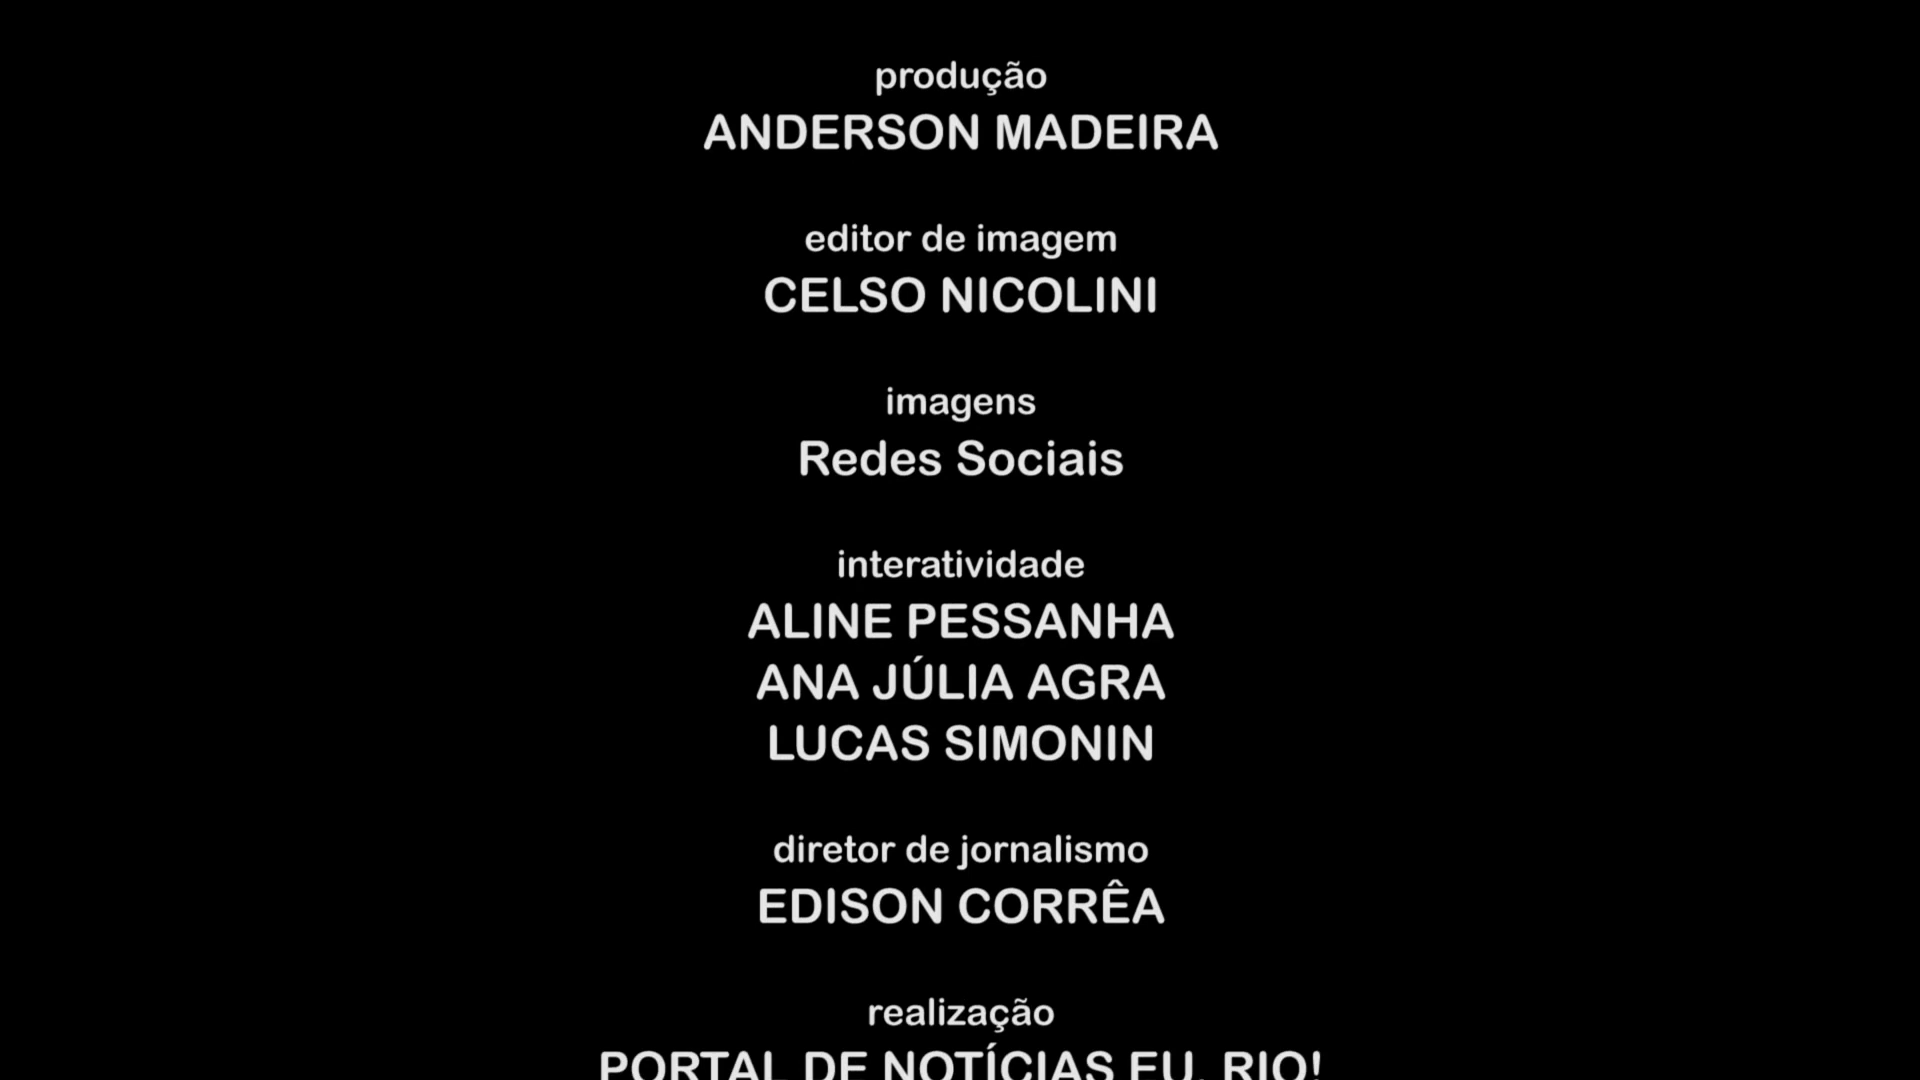 produção
ANDERSON MADEIRA
editor de imagem
CELSO NICOLINI
imagens
Redes Sociais
interatividade
ALINE PESSANHA
ANA JÚLIA AGRA
LUCAS SIMONIN
diretor de jornalismo
EDISON CORRÊA
realização
PORTAL DE NOTÍCIAS EU, RIO!